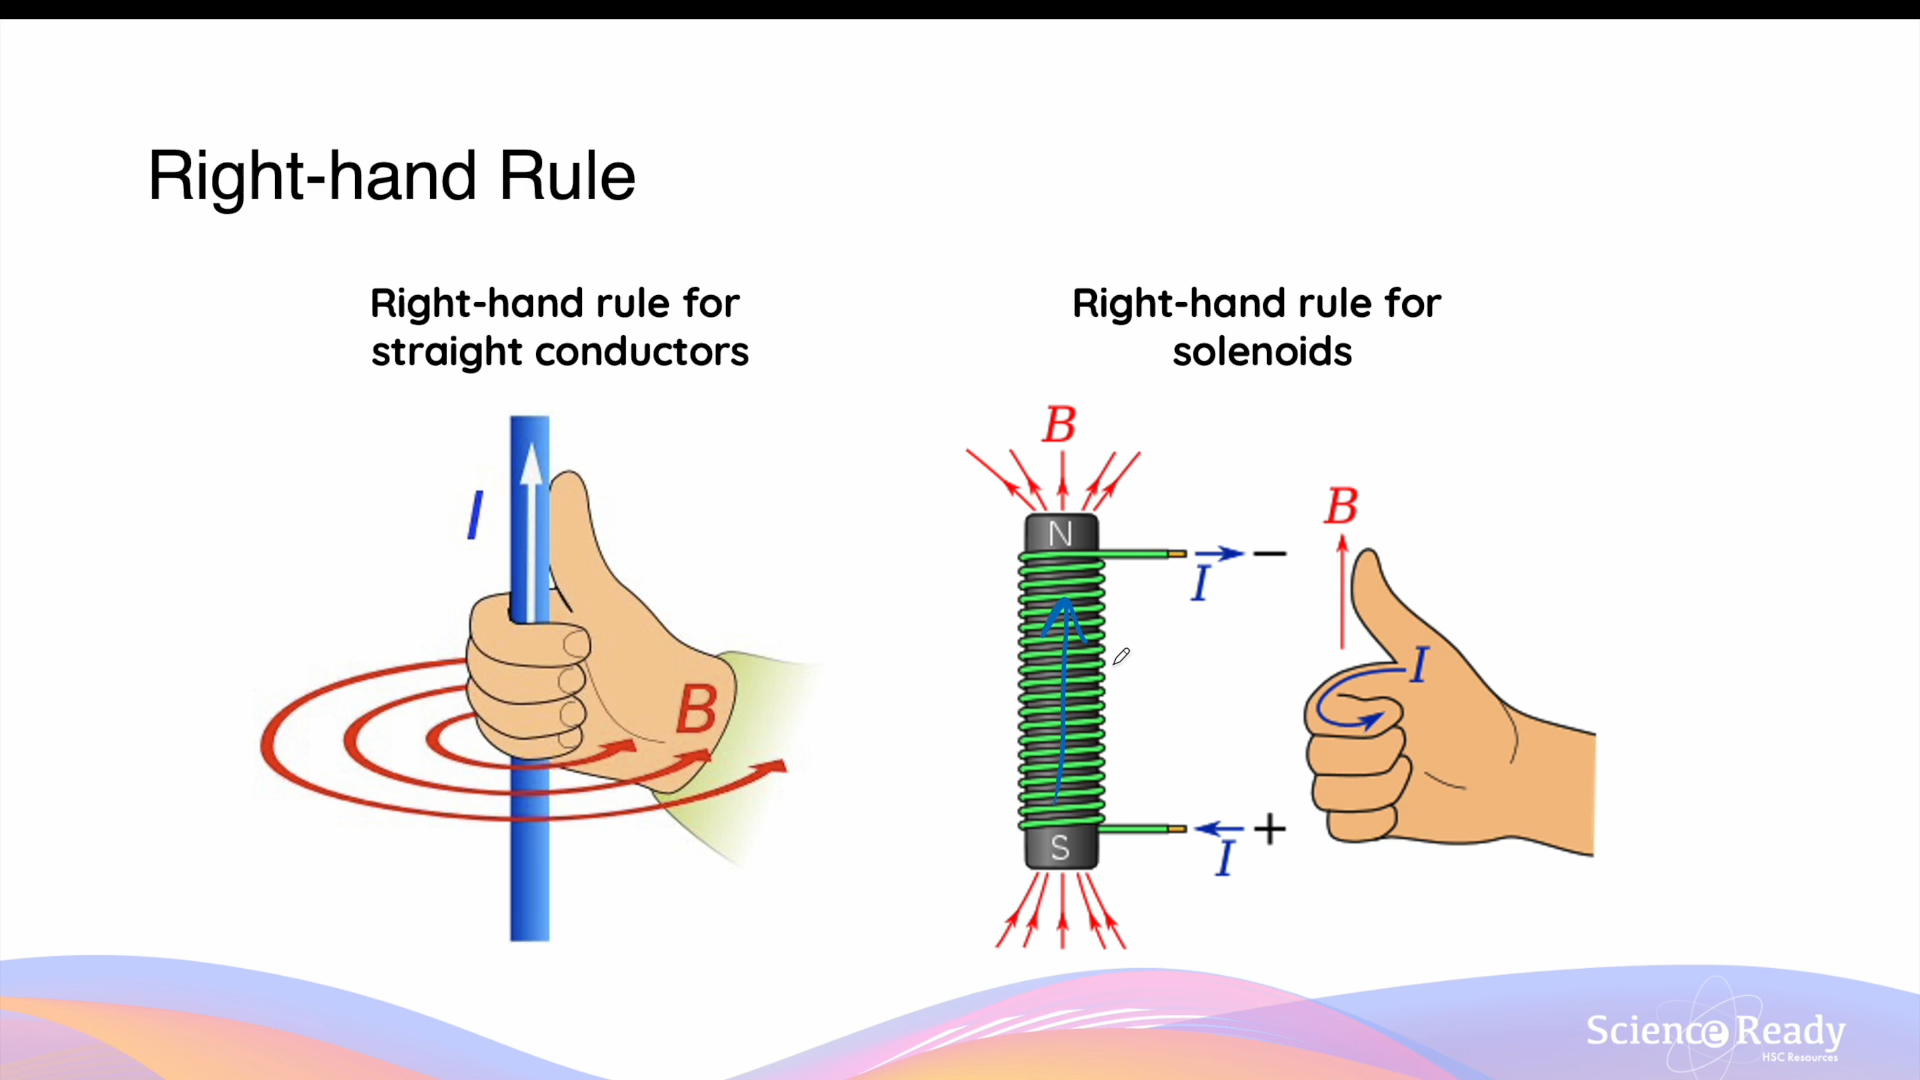 Right-hand Rule
Right-hand rule for
straight conductors
I
B
Right-hand rule for
solenoids
B
N
I
−
S
I
+
B
I
Science Ready
HSC Resources